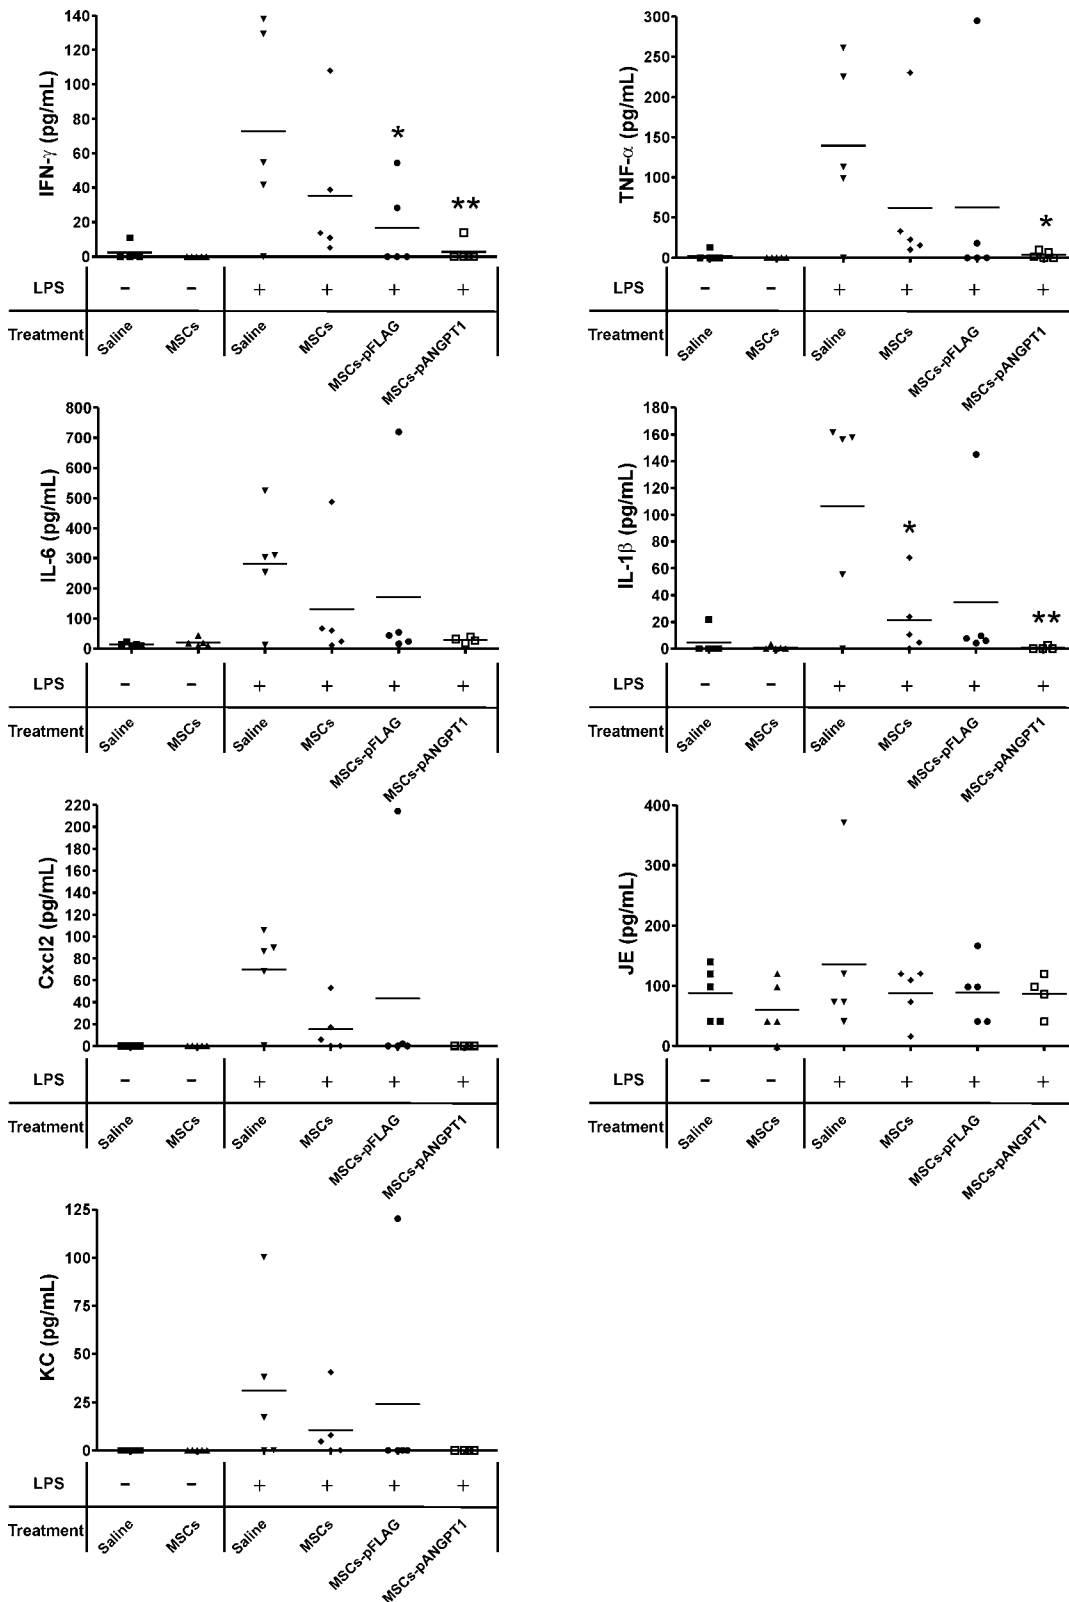 IFN-γ (pg/mL)
140
120
100
80
60
40
20
0
*
**
LPS - - + + + +
Treatment Saline MSCs Saline MSCs MSCs-pFLAG MSCs-pANGPT1
TNF-α (pg/mL)
300
250
200
150
100
50
0
*
LPS - - + + + +
Treatment Saline MSCs Saline MSCs MSCs-pFLAG MSCs-pANGPT1
IL-6 (pg/mL)
800
700
600
500
400
300
200
100
0
LPS - - + + + +
Treatment Saline MSCs Saline MSCs MSCs-pFLAG MSCs-pANGPT1
IL-1β (pg/mL)
180
160
140
120
100
80
60
40
20
0
*
**
LPS - - + + + +
Treatment Saline MSCs Saline MSCs MSCs-pFLAG MSCs-pANGPT1
Cxcl2 (pg/mL)
220
200
180
160
140
120
100
80
60
40
20
0
LPS - - + + + +
Treatment Saline MSCs Saline MSCs MSCs-pFLAG MSCs-pANGPT1
JE (pg/mL)
400
300
200
100
0
LPS - - + + + +
Treatment Saline MSCs Saline MSCs MSCs-pFLAG MSCs-pANGPT1
KC (pg/mL)
125
100
75
50
25
0
LPS - - + + + +
Treatment Saline MSCs Saline MSCs MSCs-pFLAG MSCs-pANGPT1